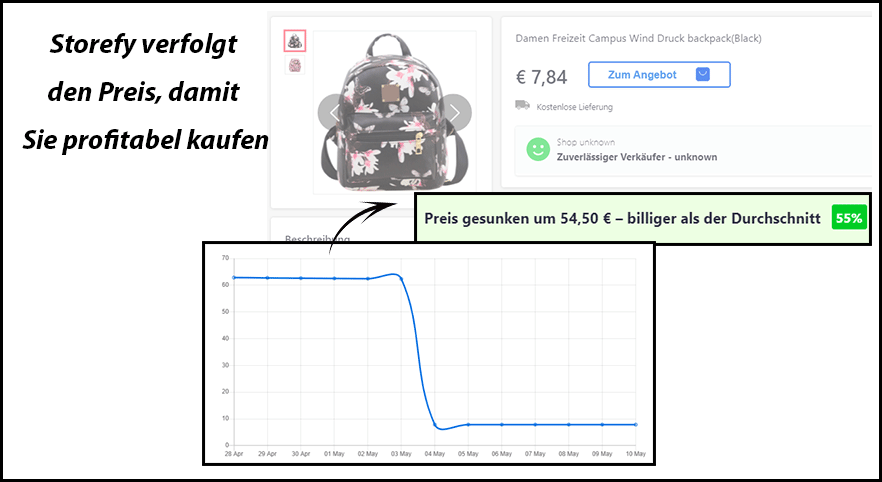 Storefy verfolgt
den Preis, damit
Sie profitabel kaufen
Damen Freizeit Campus Wind Druck backpack(Black)
€ 7,84
Zum Angebot
Kostenlose Lieferung
Shop unknown
Zuverlässiger Verkäufer - unknown
Preis gesunken um 54,50 € – billiger als der Durchschnitt 55%
Beschreibung
70
60
50
40
30
20
10
0
28 Apr 29 Apr 30 Apr 01 May 02 May 03 May 04 May 05 May 06 May 07 May 08 May 09 May 10 May